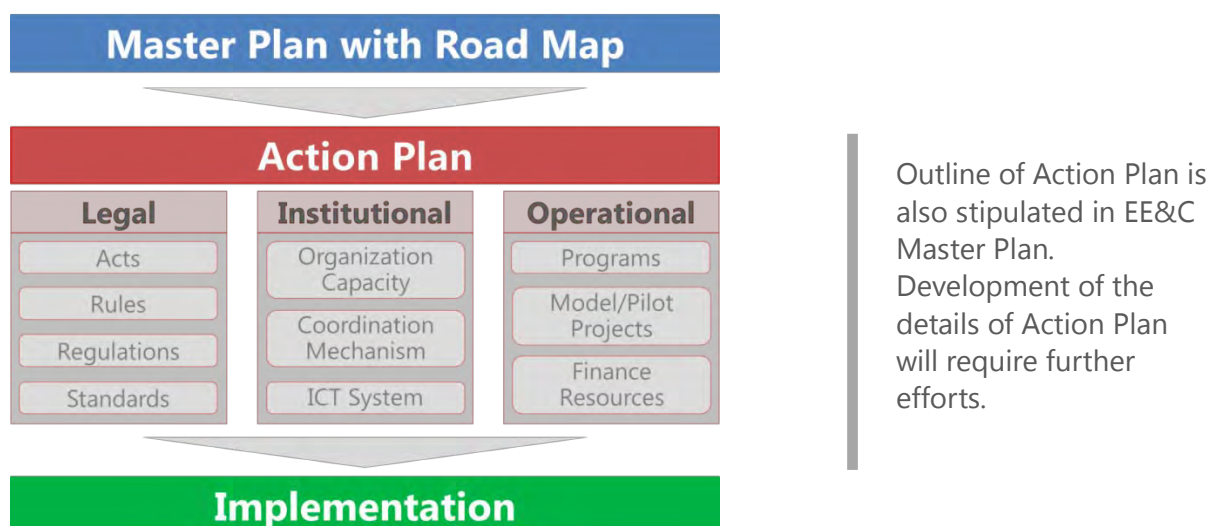 Master Plan with Road Map
Action Plan
Legal
Acts
Rules
Regulations
Standards
Institutional
Organization
Capacity
Coordination
Mechanism
ICT System
Operational
Programs
Model/Pilot
Projects
Finance
Resources
Implementation
Outline of Action Plan is
also stipulated in EE&C
Master Plan.
Development of the
details of Action Plan
will require further
efforts.